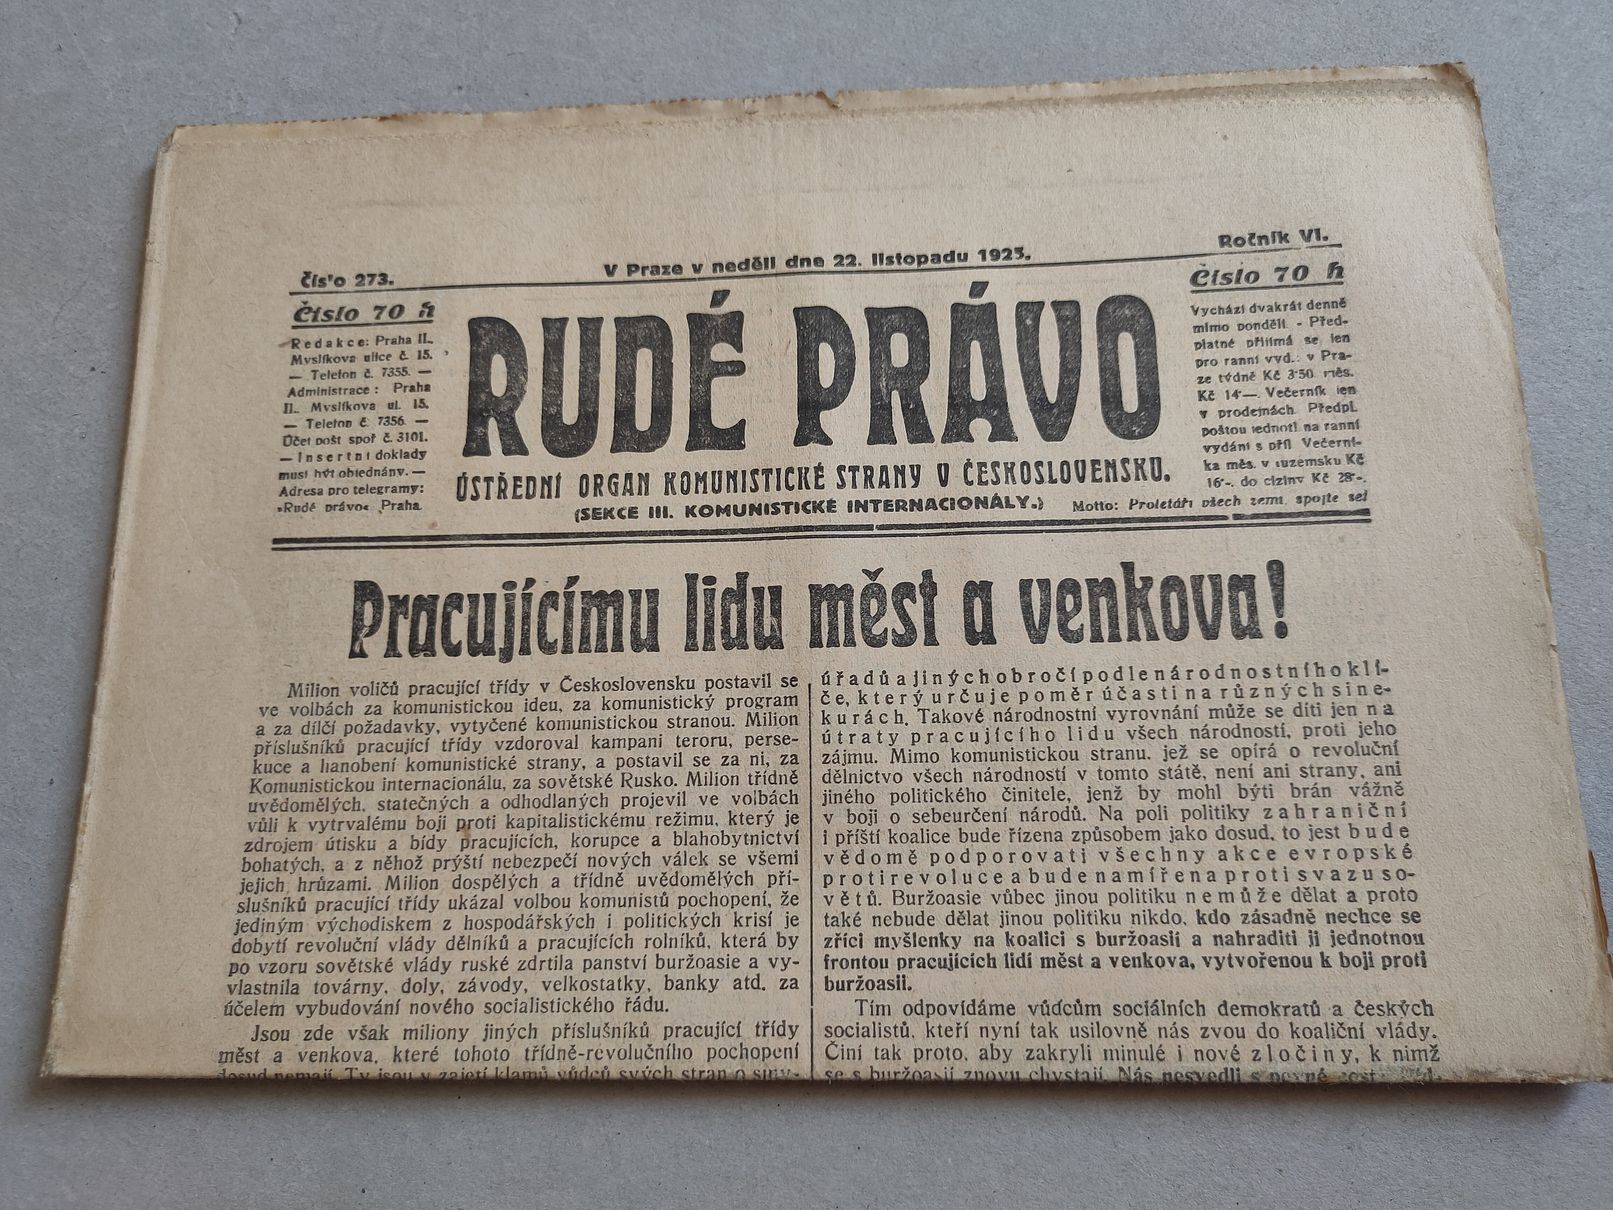 Číslo 273.
V Praze v neděli dne 22. listopadu 1925.
Ročník VI.
Číslo 70 h
Redakce: Praha II.,
Myslíkova ulice č. 15.
— Telefon č. 7355. —
Administrace: Praha
II., Myslíkova ul. 15.
— Telefon č. 7356. —
Účet pošt. spoř. č. 3101.
— Insertní doklady
musí být objednány. —
Adresa pro telegramy:
»Rudé právo« Praha.
RUDÉ PRÁVO
ÚSTŘEDNÍ ORGAN KOMUNISTICKÉ STRANY V ČESKOSLOVENSKU.
(SEKCE III. KOMUNISTICKÉ INTERNACIONÁLY.)
Motto: Proletáři všech zemí, spojte se!
Číslo 70 h
Vychází dvakrát denně
mimo pondělí. - Před-
platné přijímá se jen
pro ranní vyd.: v Pra-
ze týdně Kč 3·50, měs.
Kč 14·—. Večerník jen
v prodejnách. Předpl.
poštou jednotl. na ranní
vydání s příl. Večerní-
ka měs. v tuzemsku Kč
16·-, do ciziny Kč 28·-.
Pracujícímu lidu měst a venkova!
Milion voličů pracující třídy v Československu postavil se
ve volbách za komunistickou ideu, za komunistický program
a za dílčí požadavky, vytyčené komunistickou stranou. Milion
příslušníků pracující třídy vzdoroval kampani teroru, perse-
kuce a hanobení komunistické strany, a postavil se za ni, za
Komunistickou internacionálu, za sovětské Rusko. Milion třídně
uvědomělých, statečných a odhodlaných projevil ve volbách
vůli k vytrvalému boji proti kapitalistickému režimu, který je
zdrojem útisku a bídy pracujících, korupce a blahobytnictví
bohatých, a z něhož prýští nebezpečí nových válek se všemi
jejich hrůzami. Milion dospělých a třídně uvědomělých pří-
slušníků pracující třídy ukázal volbou komunistů pochopení, že
jediným východiskem z hospodářských i politických krisí je
dobytí revoluční vlády dělníků a pracujících rolníků, která by
po vzoru sovětské vlády ruské zdrtila panství buržoasie a vy-
vlastnila továrny, doly, závody, velkostatky, banky atd. za
účelem vybudování nového socialistického řádu.
Jsou zde však miliony jiných příslušníků pracující třídy
měst a venkova, které tohoto třídně-revolučního pochopení
dosud nemají. Ty jsou v zajetí klamů vůdců svých stran o
úřadů a jiných obročí podle národnostního klí-
če, který určuje poměr účasti na různých sine-
kurách. Takové národnostní vyrovnání může se díti jen na
útraty pracujícího lidu všech národností, proti jeho
zájmu. Mimo komunistickou stranu, jež se opírá o revoluční
dělnictvo všech národností v tomto státě, není ani strany, ani
jiného politického činitele, jenž by mohl býti brán vážně
v boji o sebeurčení národů. Na poli politiky zahraniční
i příští koalice bude řízena způsobem jako dosud, to jest bude
vědomě podporovati všechny akce evropské
protirevoluce a bude namířena proti svazu so-
větů. Buržoasie vůbec jinou politiku nemůže dělat a proto
také nebude dělat jinou politiku nikdo, kdo zásadně nechce se
zříci myšlenky na koalici s buržoasií a nahraditi ji jednotnou
frontou pracujících lidí měst a venkova, vytvořenou k boji proti
buržoasii.
Tím odpovídáme vůdcům sociálních demokratů a českých
socialistů, kteří nyní tak usilovně nás zvou do koaliční vlády.
Činí tak proto, aby zakryli minulé i nové zločiny, k nimž
se s buržoasií znovu chystají. Nás nesvedli s pevné